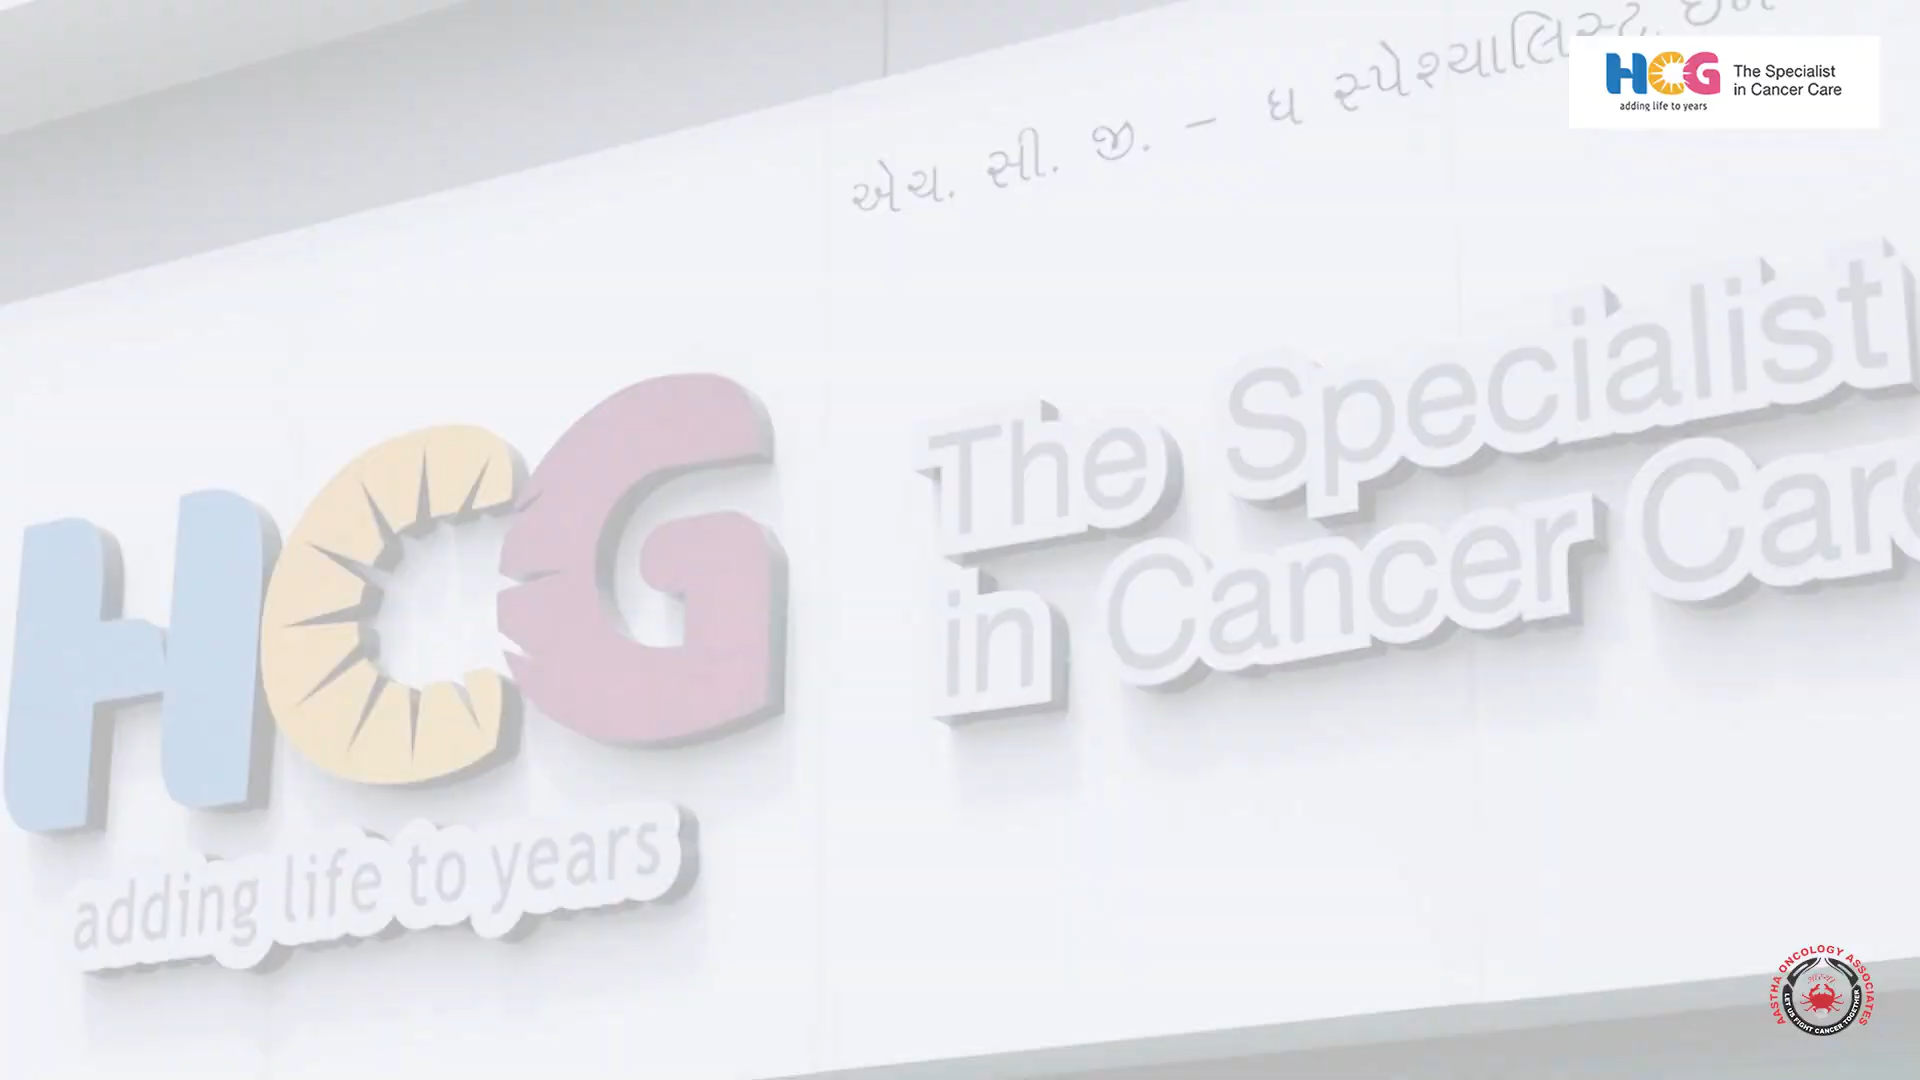 એચ. સી. જી. – ધ સ્પેશ્યાલિસ્ટ ઇન
HCG
The Specialist
in Cancer Care
adding life to years
HCG
The Specialist
in Cancer Care
adding life to years
AASTHA ONCOLOGY ASSOCIATES
LET US FIGHT CANCER TOGETHER